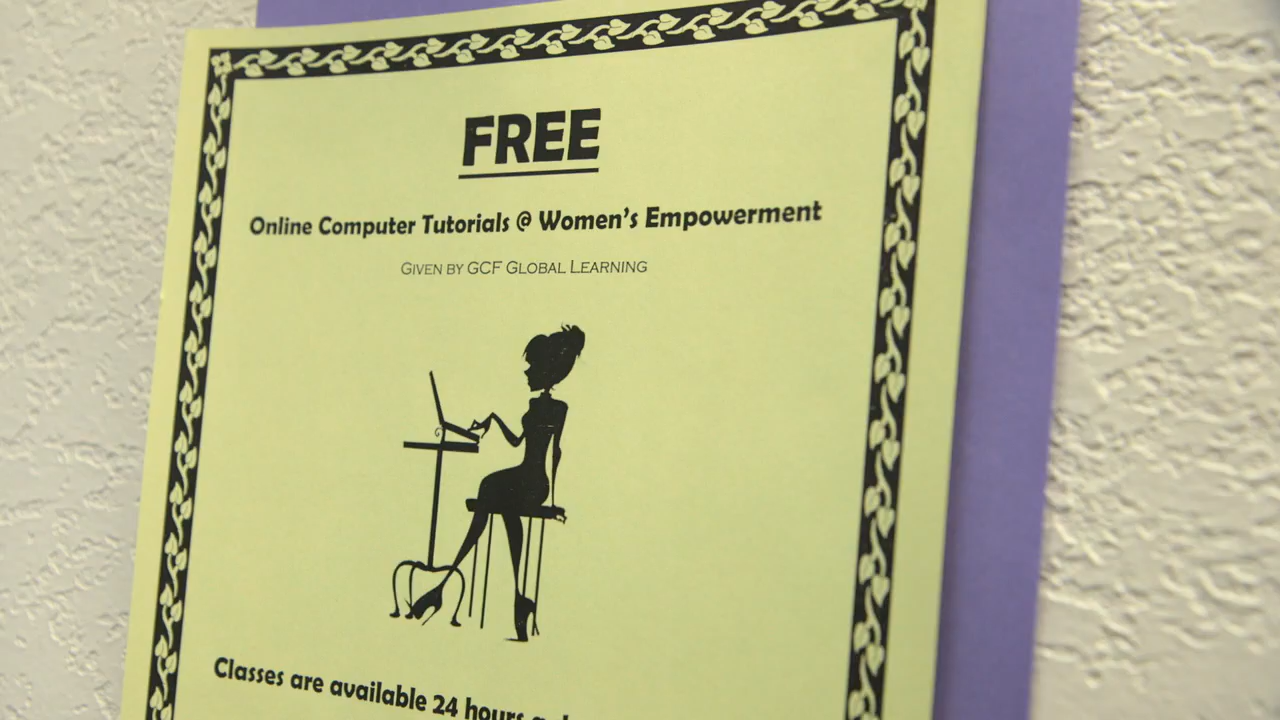 FREE
Online Computer Tutorials @ Women's Empowerment
GIVEN BY GCF GLOBAL LEARNING
Classes are available 24 hours a